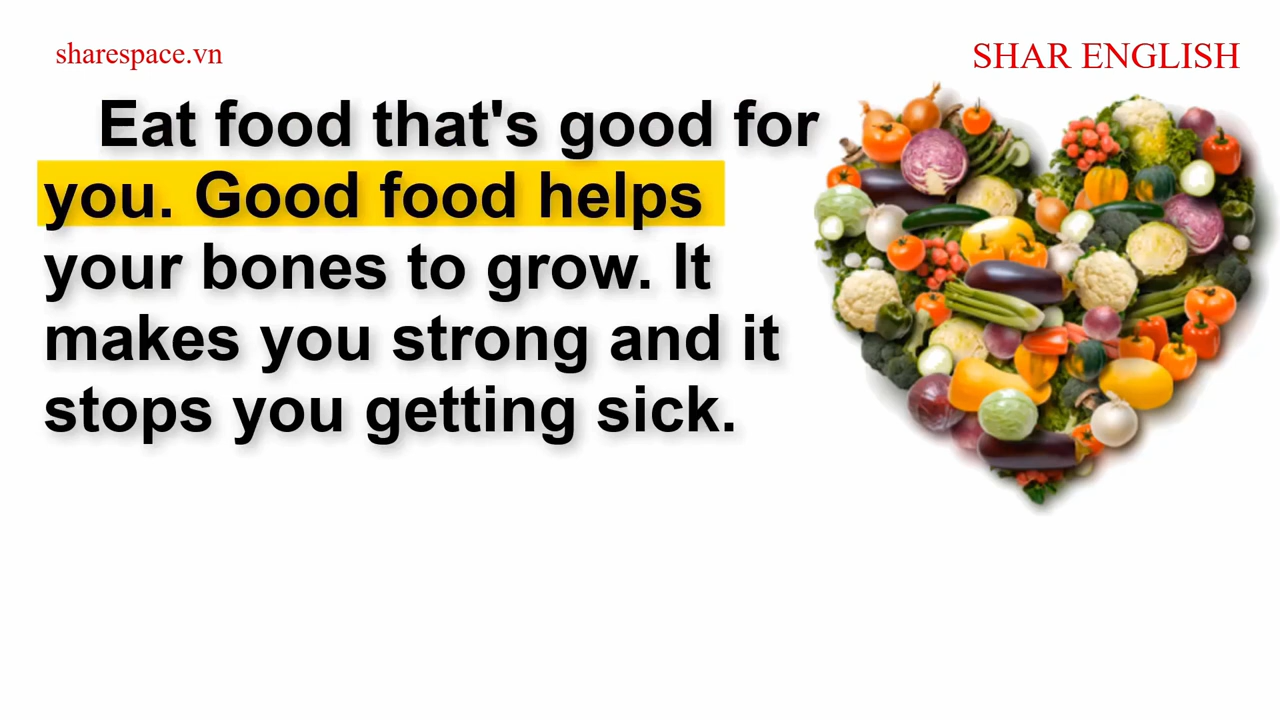 sharespace.vn
SHAR ENGLISH
Eat food that's good for
you. Good food helps
your bones to grow. It
makes you strong and it
stops you getting sick.